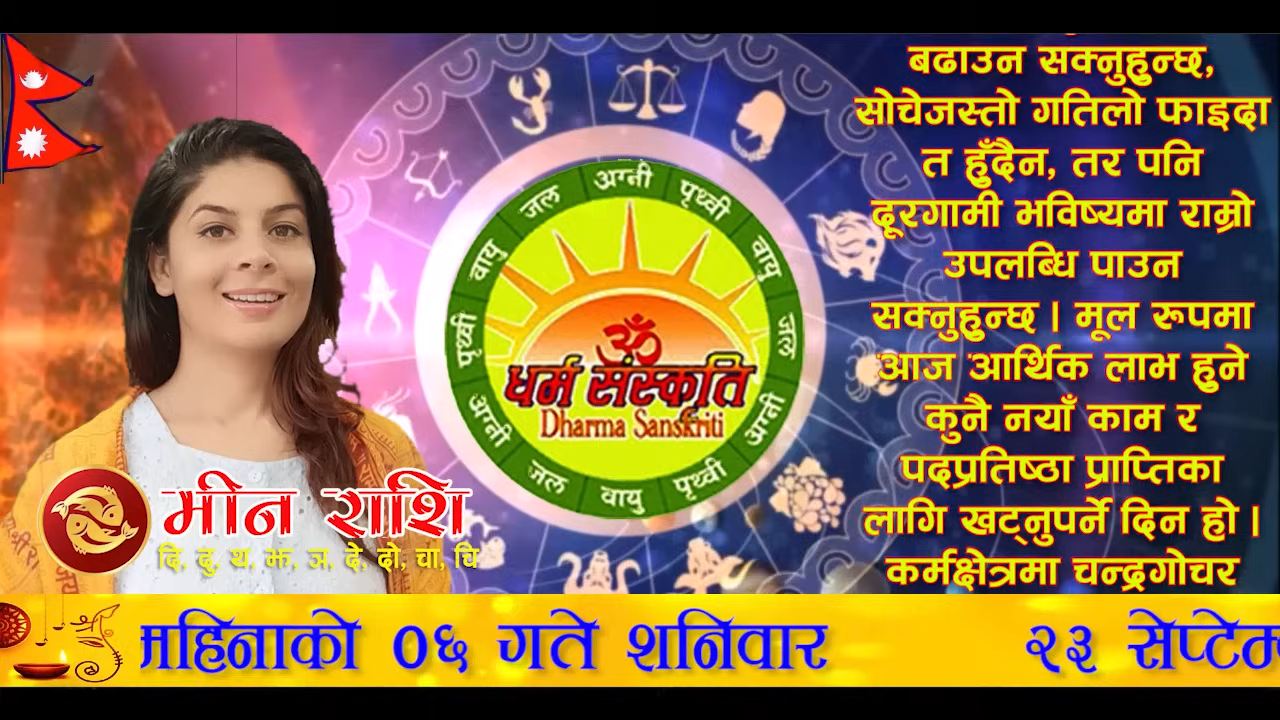 बढाउन सक्नुहुन्छ,
सोचेजस्तो गतिलो फाइदा
त हुँदैन, तर पनि
दूरगामी भविष्यमा राम्रो
उपलब्धि पाउन
सक्नुहुन्छ । मूल रूपमा
आज आर्थिक लाभ हुने
कुनै नयाँ काम र
पदप्रतिष्ठा प्राप्तिका
लागि खट्नुपर्ने दिन हो ।
कर्मक्षेत्रमा चन्द्रगोचर
अग्नी
पृथ्वी
वायु
जल
अग्नी
पृथ्वी
वायु
जल
अग्नी
पृथ्वी
वायु
जल
ॐ
धर्म संस्कृति
Dharma Sanskriti
मीन राशि
दि, दु, थ, झ, ञ, दे, दो, चा, चि
श्री
महिनाको ०६ गते शनिवार २३ सेप्टेम